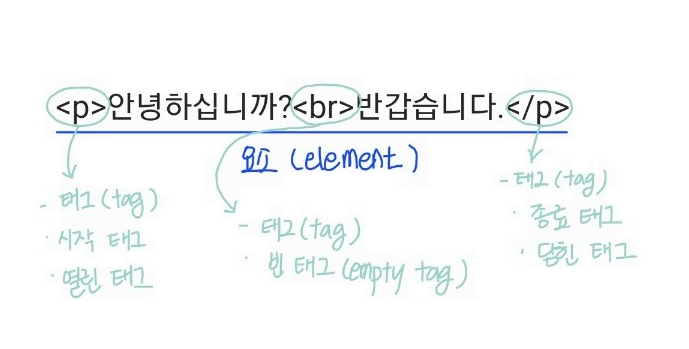 <p>안녕하십니까?<br>반갑습니다.</p>
요소 (element)
- 태그 (tag)
· 시작 태그
· 열린 태그
- 태그 (tag)
· 빈 태그 (empty tag)
- 태그 (tag)
· 종료 태그
· 닫힌 태그